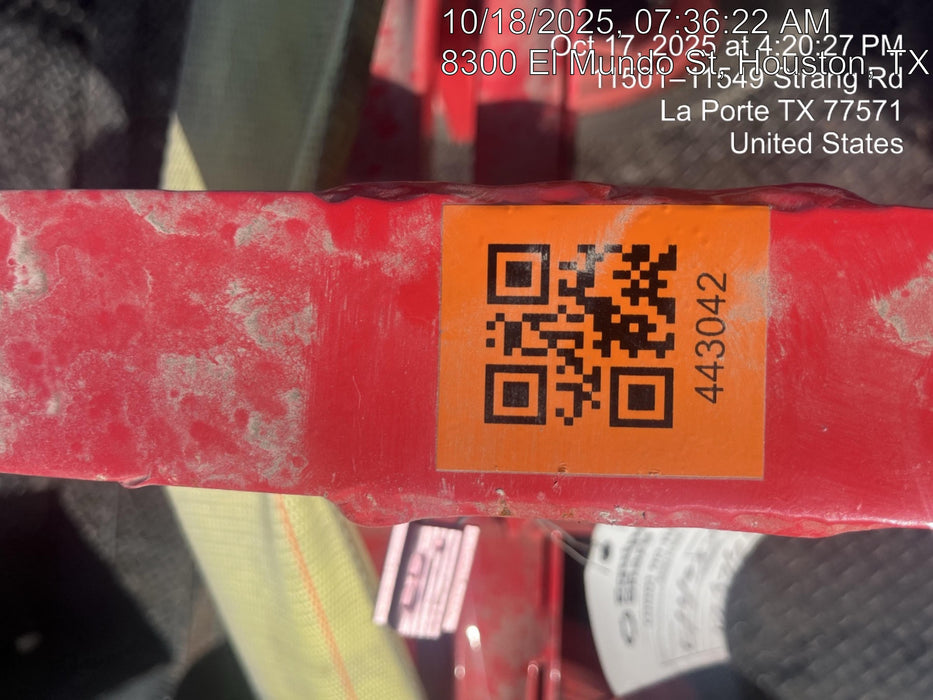 10/18/2025, 07:36:22 AM
Oct 17, 2025 at 4:20:27 PM
8300 El Mundo St, Houston, TX
11501–11549 Strang Rd
La Porte TX 77571
United States
443042